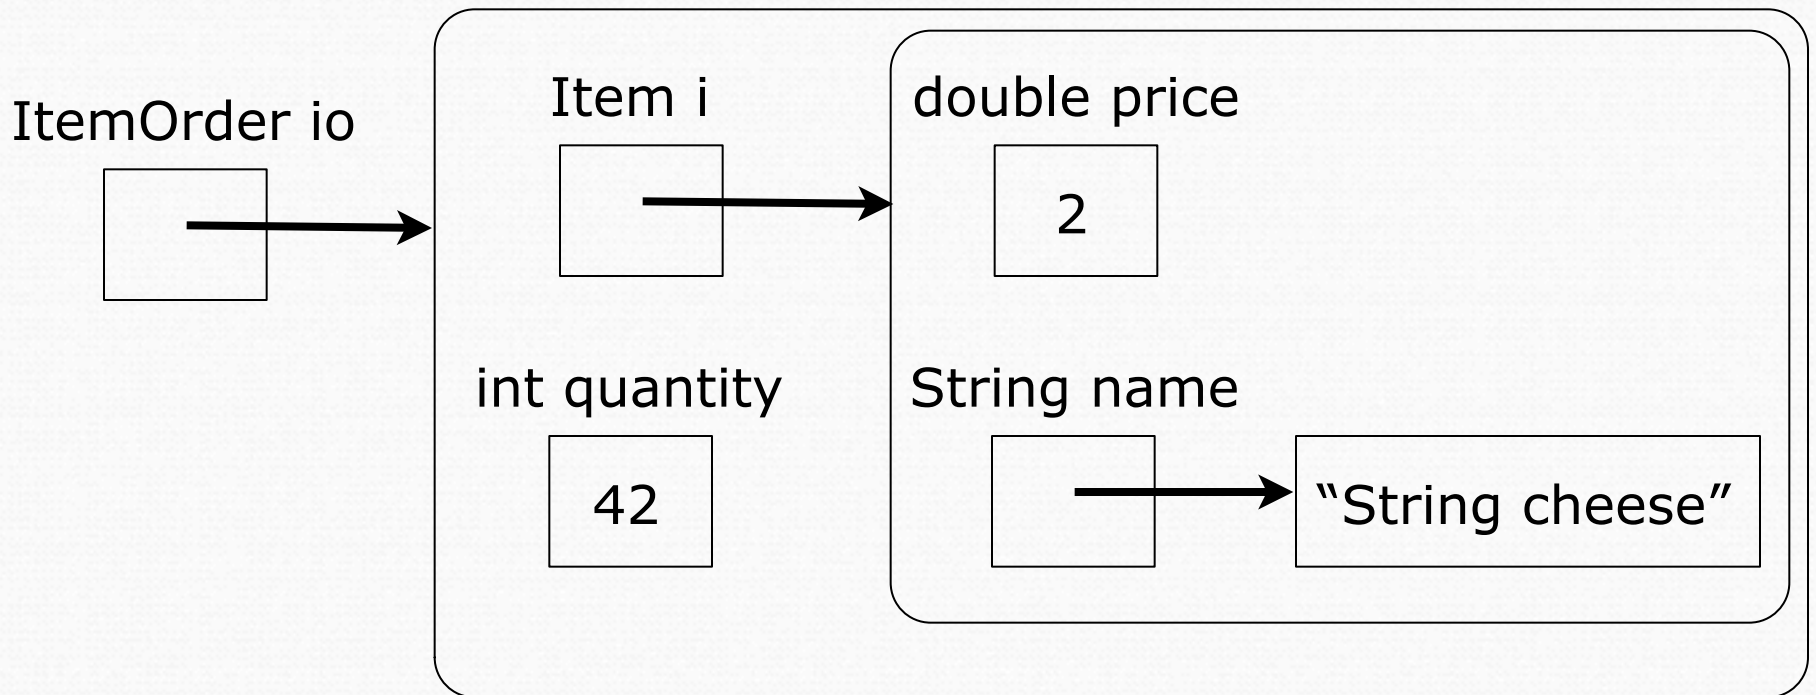 ItemOrder io
Item i
double price
2
int quantity
42
String name
“String cheese”